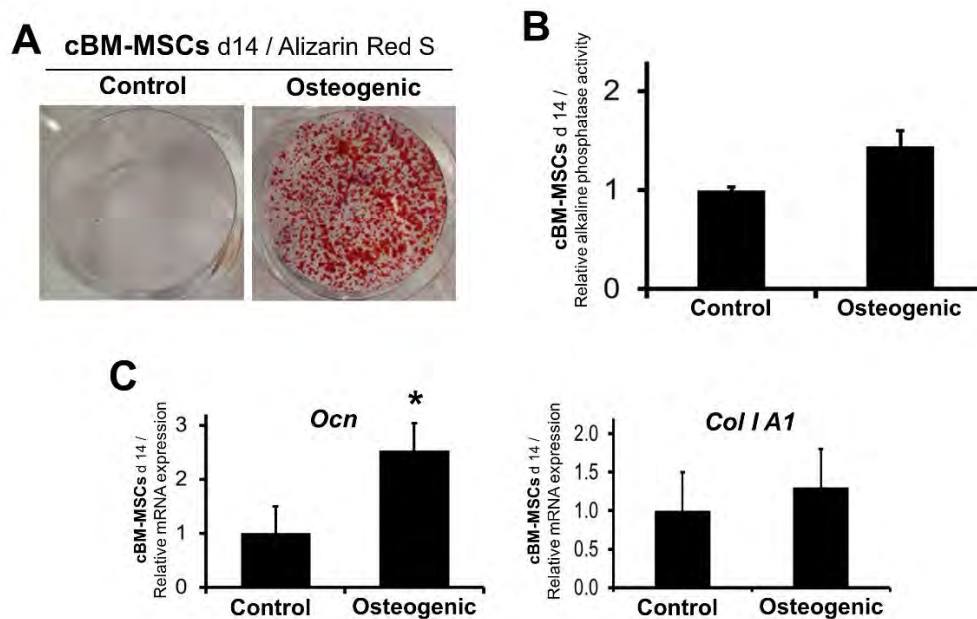 A
cBM-MSCs d14 / Alizarin Red S
Control
Osteogenic
B
cBM-MSCs d 14 /
Relative alkaline phosphatase activity
2
1
0
Control
Osteogenic
C
cBM-MSCs d 14 /
Relative mRNA expression
Ocn
*
3
2
1
0
Control
Osteogenic
cBM-MSCs d 14 /
Relative mRNA expression
Col I A1
2.0
1.5
1.0
0.5
0.0
Control
Osteogenic